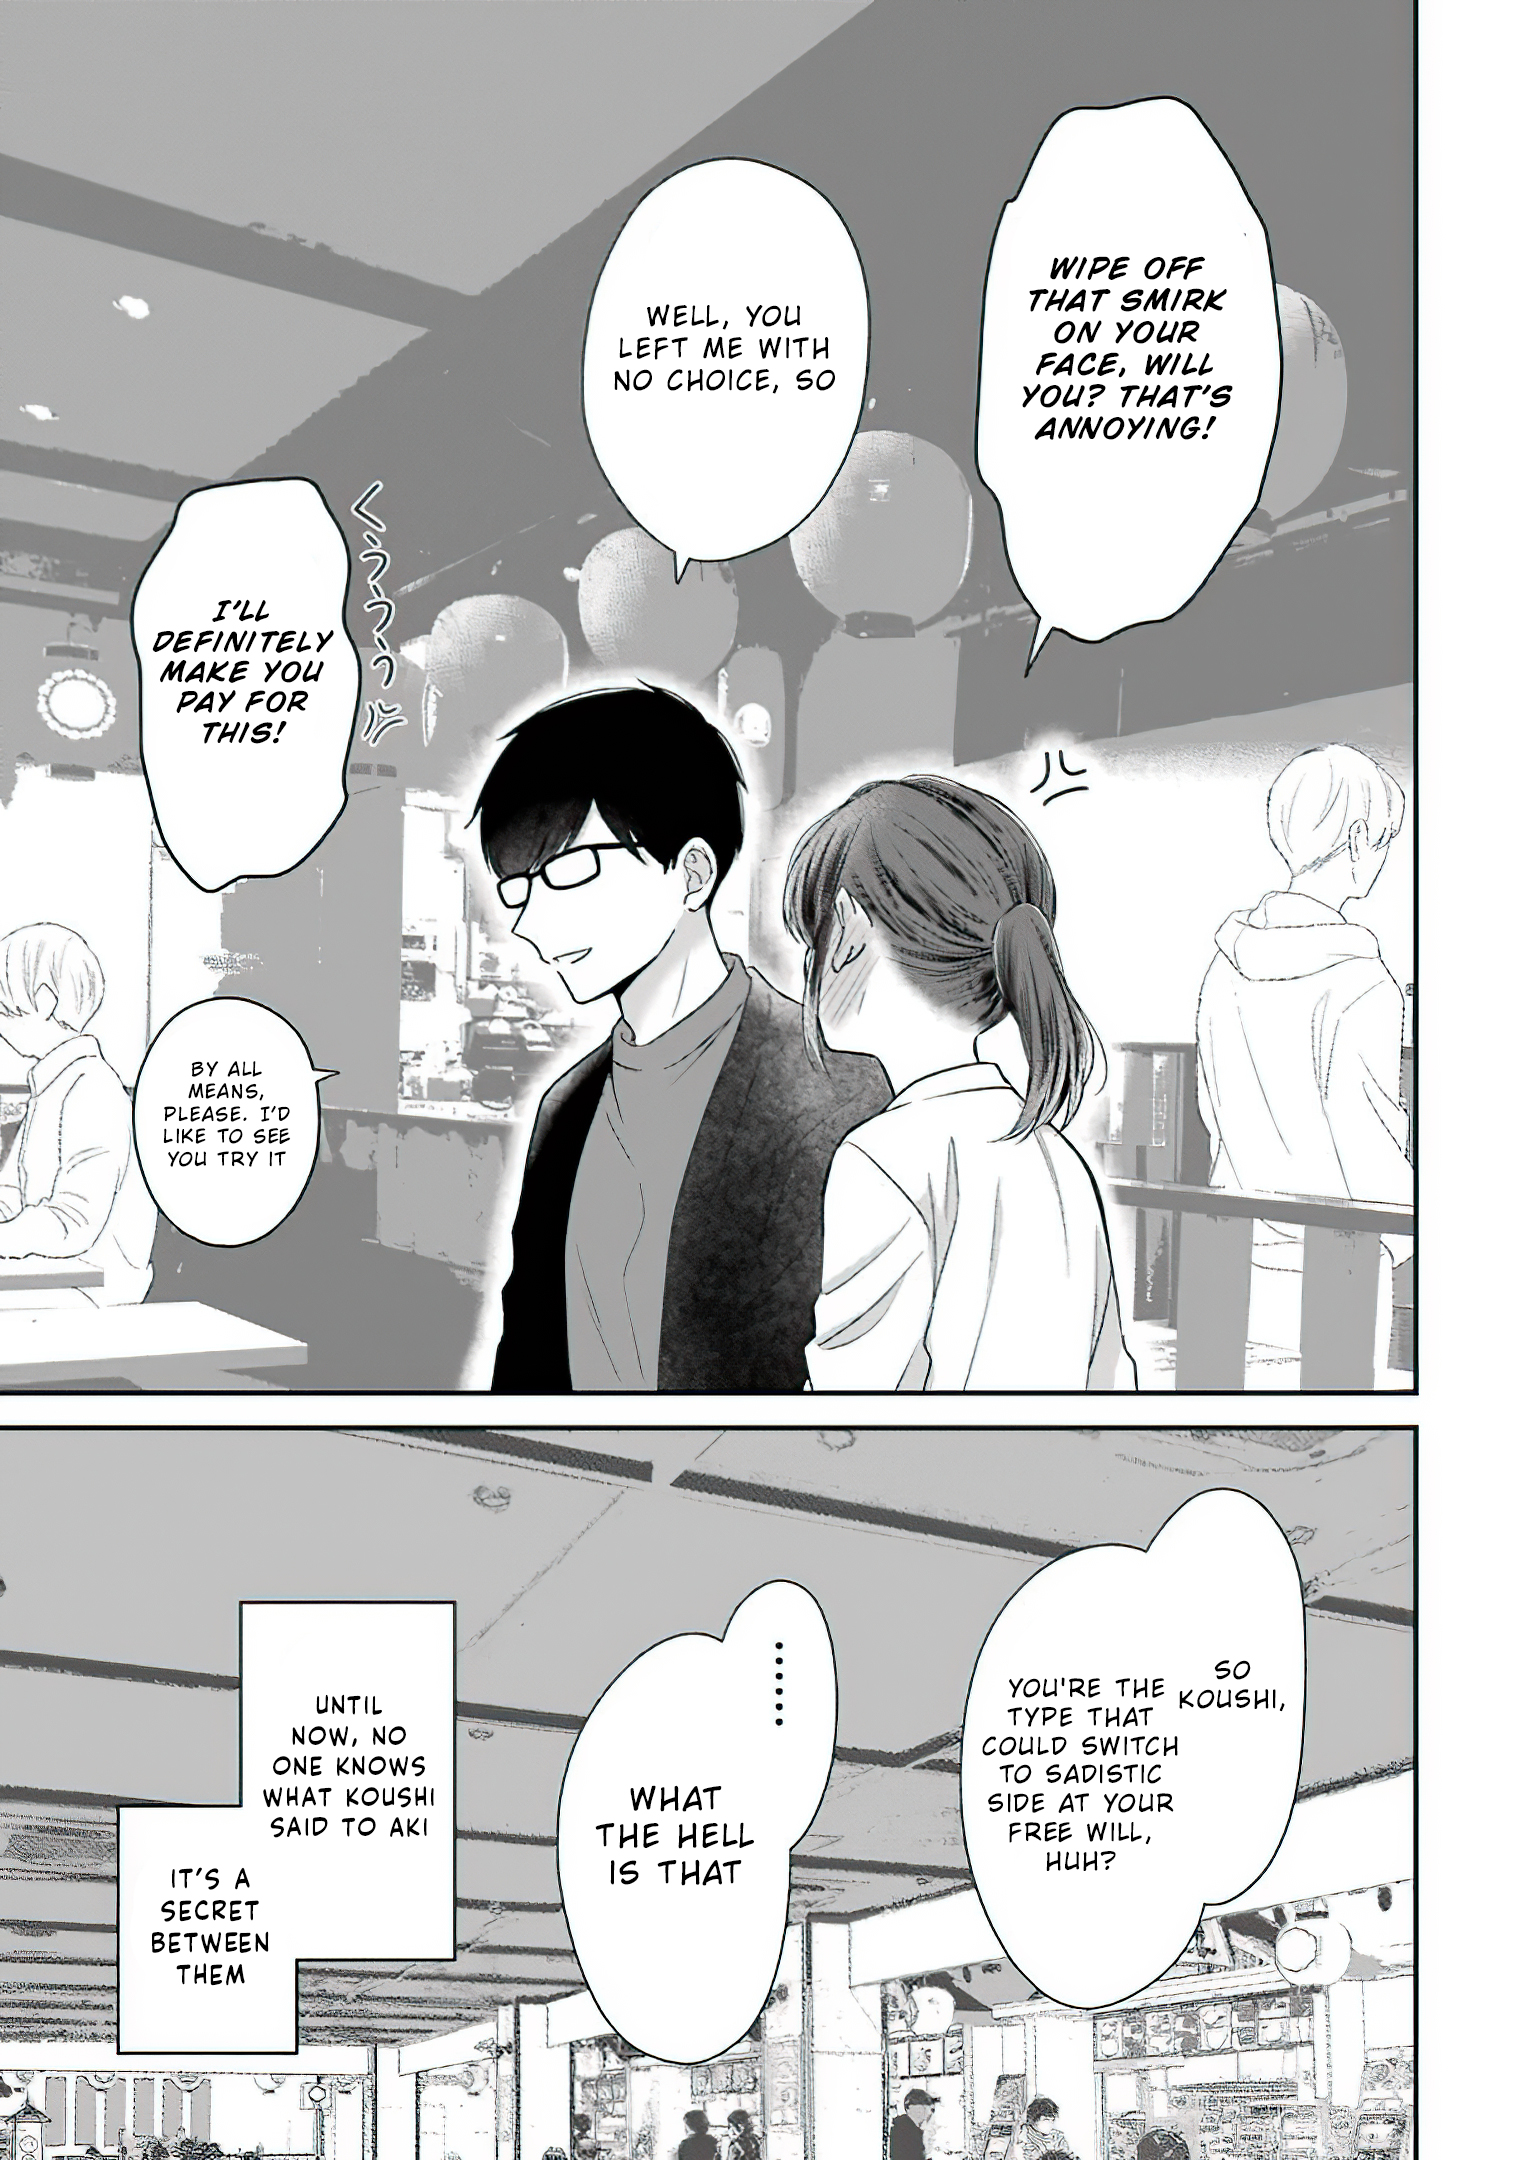 WIPE OFF
THAT SMIRK
ON YOUR
FACE, WILL
YOU? THAT'S
ANNOYING!
WELL, YOU
LEFT ME WITH
NO CHOICE, SO
くうううう
I'LL
DEFINITELY
MAKE YOU
PAY FOR
THIS!
BY ALL
MEANS,
PLEASE. I'D
LIKE TO SEE
YOU TRY IT
SO
KOUSHI,
YOU'RE THE
TYPE THAT
COULD SWITCH
TO SADISTIC
SIDE AT YOUR
FREE WILL,
HUH?
......
WHAT
THE HELL
IS THAT
UNTIL
NOW, NO
ONE KNOWS
WHAT KOUSHI
SAID TO AKI
IT'S A
SECRET
BETWEEN
THEM